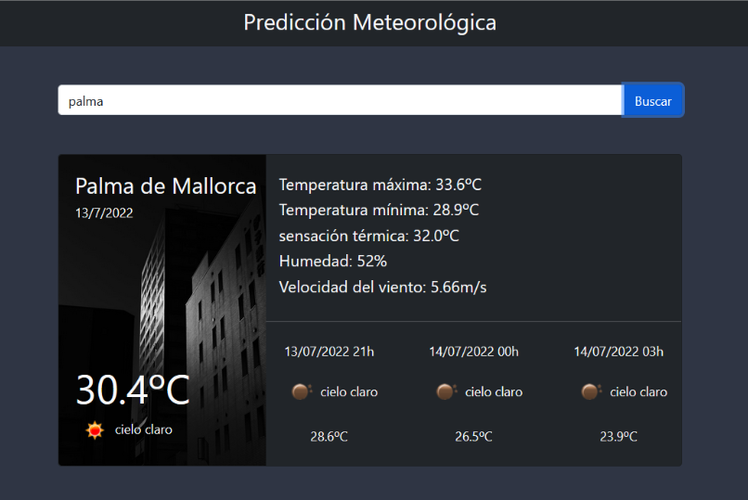 Predicción Meteorológica
palma
Buscar
Palma de Mallorca
13/7/2022
30.4ºC
cielo claro
Temperatura máxima: 33.6ºC
Temperatura mínima: 28.9ºC
sensación térmica: 32.0ºC
Humedad: 52%
Velocidad del viento: 5.66m/s
13/07/2022 21h
cielo claro
28.6ºC
14/07/2022 00h
cielo claro
26.5ºC
14/07/2022 03h
cielo claro
23.9ºC